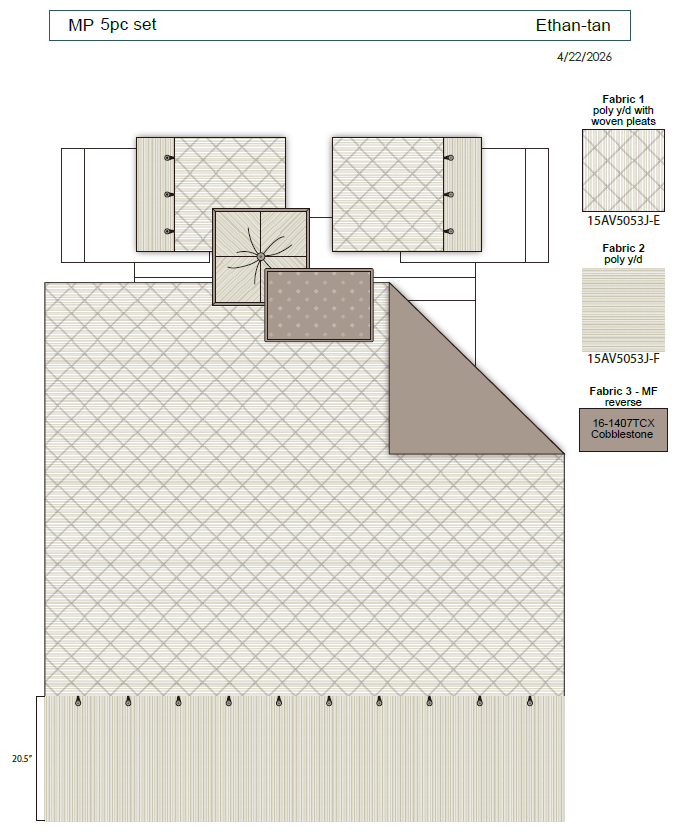 MP 5pc set
Ethan-tan
4/22/2026
Fabric 1
poly y/d with
woven pleats
15AV5053J-E
Fabric 2
poly y/d
15AV5053J-F
Fabric 3 - MF
reverse
16-1407TCX
Cobblestone
20.5"